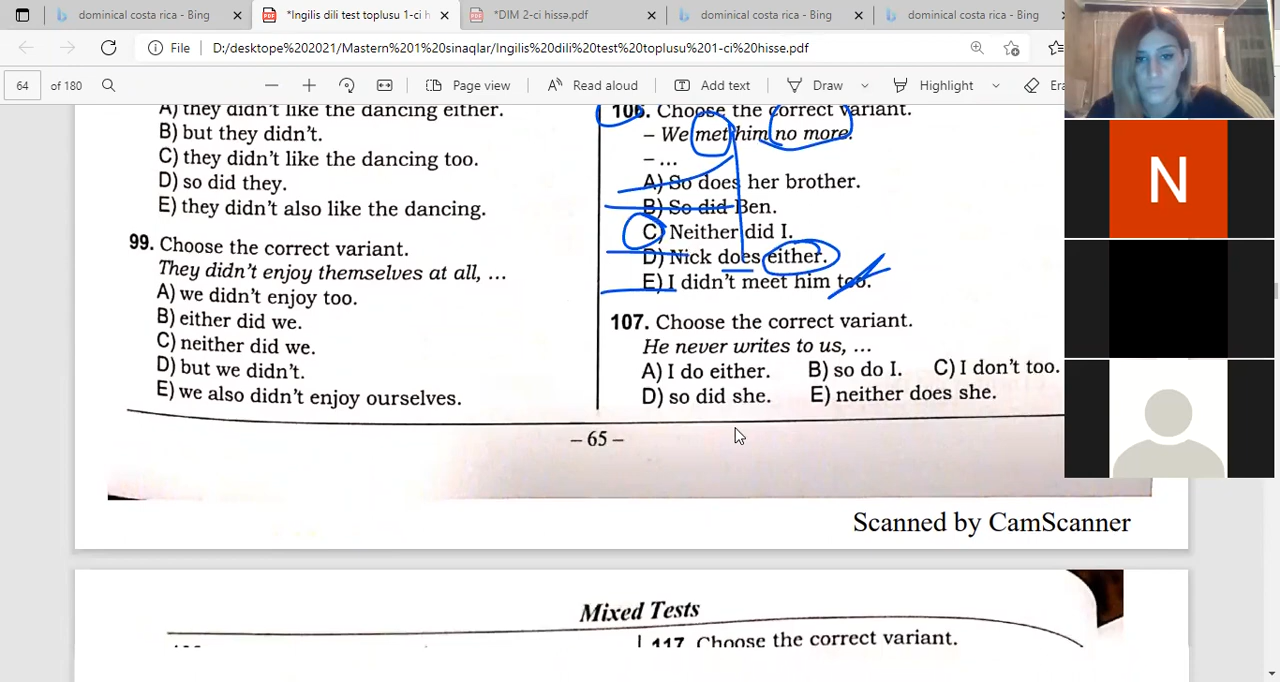 dominical costa rica - Bing
*Ingilis dili test toplusu 1-ci h
*DIM 2-ci hissə.pdf
dominical costa rica - Bing
dominical costa rica - Bing
File
D:/desktope%202021/Mastern%201%20sinaqlar/Ingilis%20dili%20test%20toplusu%201-ci%20hisse.pdf
64 of 180
Page view
Read aloud
Add text
Draw
Highlight
Era
A) they didn't like the dancing either.
B) but they didn't.
C) they didn't like the dancing too.
D) so did they.
E) they didn't also like the dancing.
99. Choose the correct variant.
They didn't enjoy themselves at all, ...
A) we didn't enjoy too.
B) either did we.
C) neither did we.
D) but we didn't.
E) we also didn't enjoy ourselves.
106. Choose the correct variant.
– We met him no more.
– ...
A) So does her brother.
B) So did Ben.
C) Neither did I.
D) Nick does either.
E) I didn't meet him too.
107. Choose the correct variant.
He never writes to us, ...
A) I do either. B) so do I. C) I don't too.
D) so did she. E) neither does she.
– 65 –
Scanned by CamScanner
Mixed Tests
117. Choose the correct variant.
N